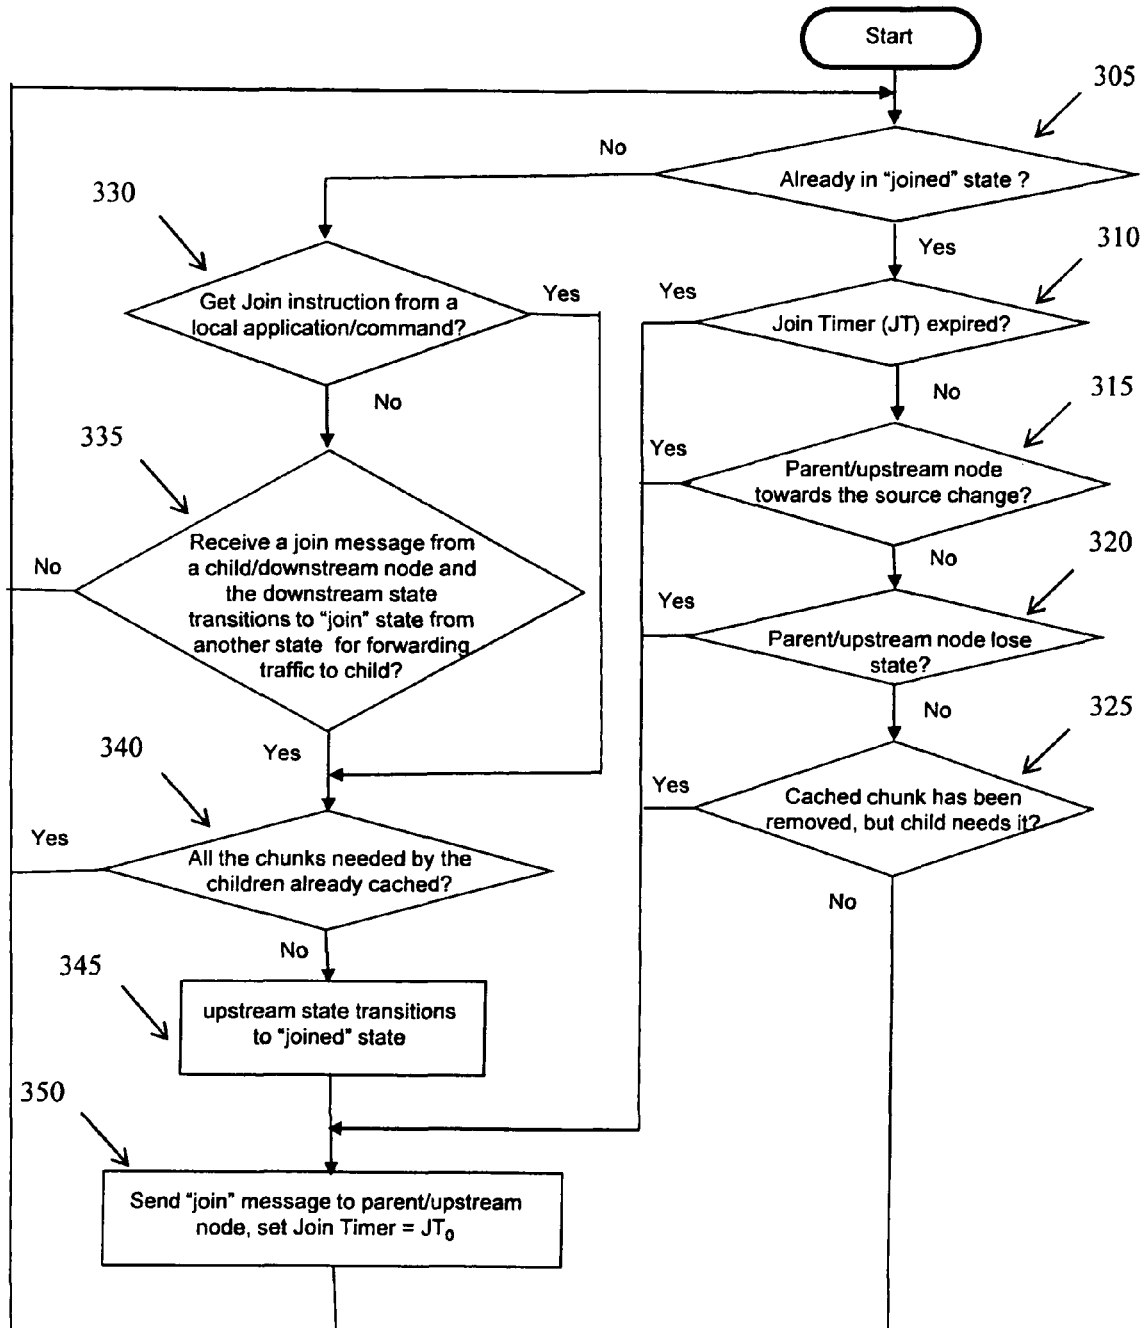 Start
305
No
Already in "joined" state ?
330
Yes
310
Get Join instruction from a
local application/command?
Yes
Yes
Join Timer (JT) expired?
No
No
315
335
Yes
Parent/upstream node
towards the source change?
No
320
Receive a join message from
a child/downstream node and
the downstream state
transitions to "join" state from
another state for forwarding
traffic to child?
No
Yes
Parent/upstream node lose
state?
No
325
340
Yes
Yes
Cached chunk has been
removed, but child needs it?
Yes
All the chunks needed by the
children already cached?
No
No
345
upstream state transitions
to "joined" state
350
Send "join" message to parent/upstream
node, set Join Timer = JT₀